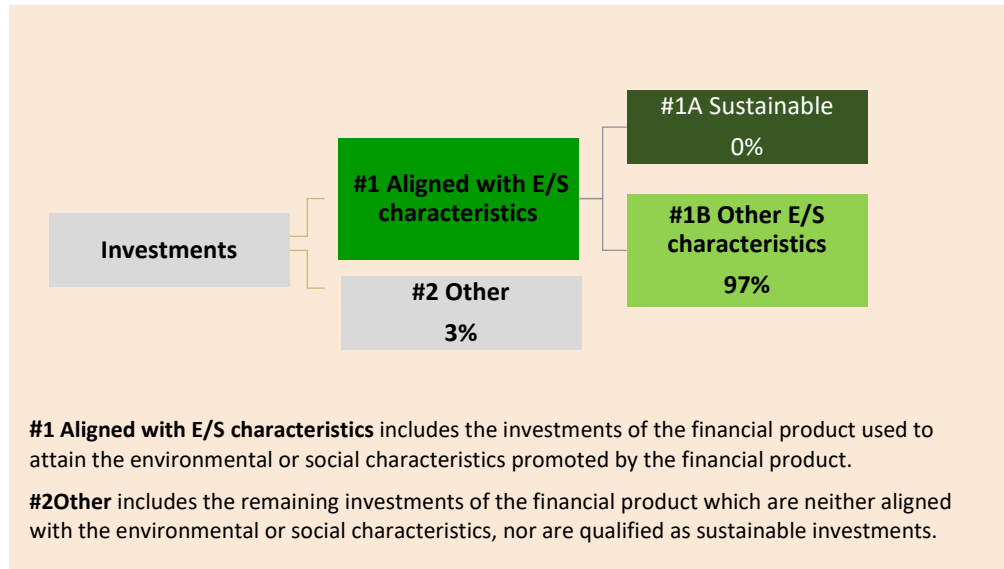 #1A Sustainable
0%
#1 Aligned with E/S
characteristics
#1B Other E/S
characteristics
97%
Investments
#2 Other
3%
#1 Aligned with E/S characteristics includes the investments of the financial product used to
attain the environmental or social characteristics promoted by the financial product.
#2Other includes the remaining investments of the financial product which are neither aligned
with the environmental or social characteristics, nor are qualified as sustainable investments.